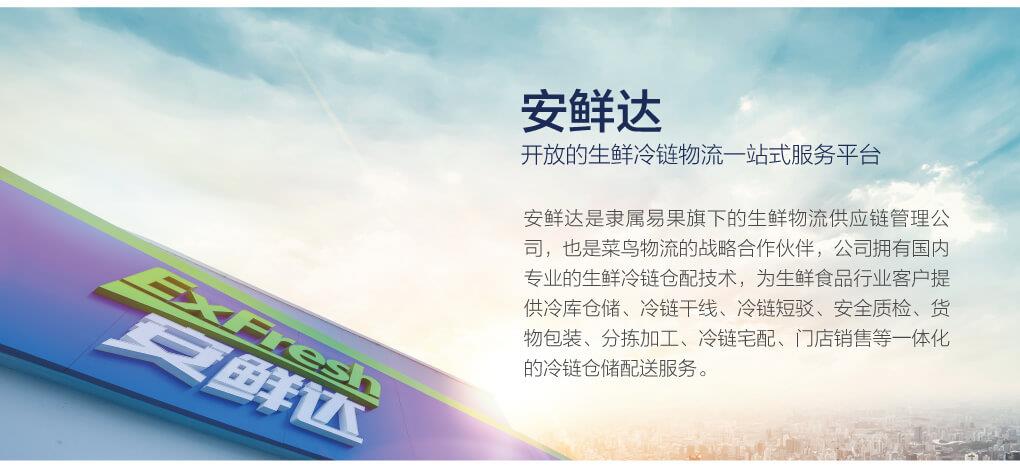 安鲜达
开放的生鲜冷链物流一站式服务平台
安鲜达是隶属易果旗下的生鲜物流供应链管理公
司，也是菜鸟物流的战略合作伙伴，公司拥有国内
专业的生鲜冷链仓配技术，为生鲜食品行业客户提
供冷库仓储、冷链干线、冷链短驳、安全质检、货
物包装、分拣加工、冷链宅配、门店销售等一体化
的冷链仓储配送服务。
ExFresh
安鲜达